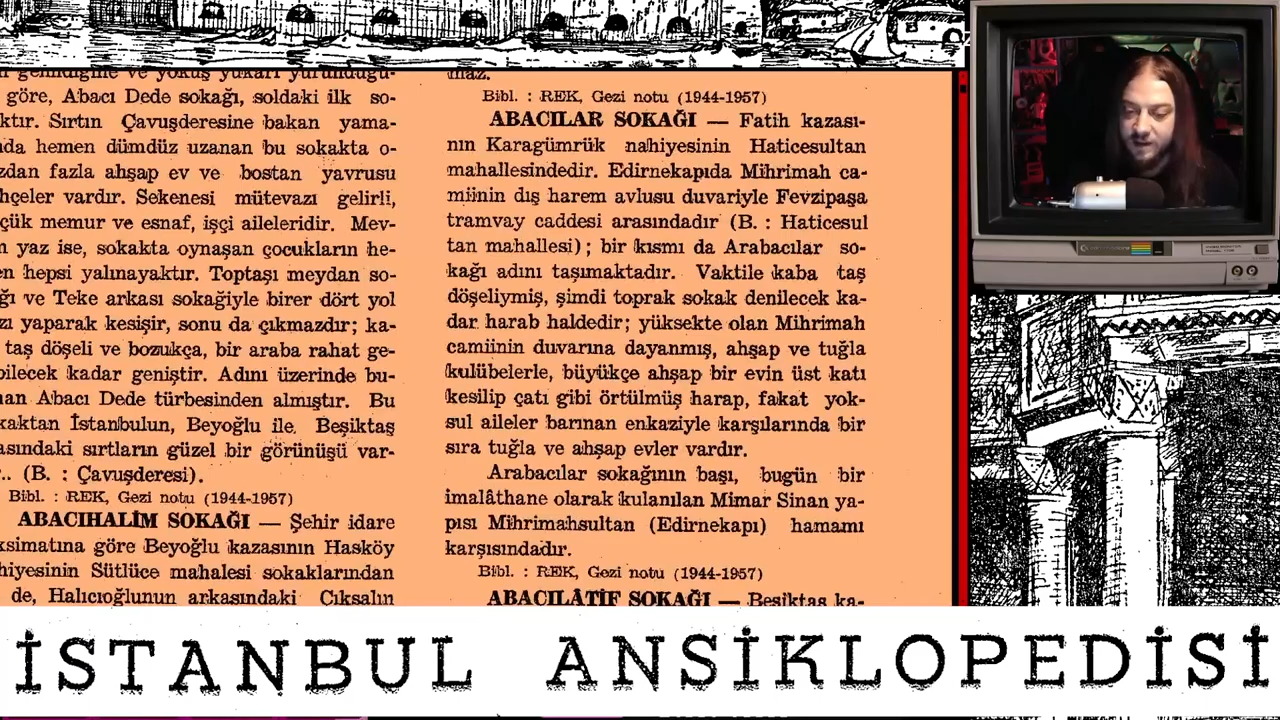 göre, Abacı Dede sokağı, soldaki ilk so-
ktır. Sırtın Çavuşderesine bakan yama-
da hemen dümdüz uzanan bu sokakta o-
zdan fazla ahşap ev ve bostan yavrusu
hçeler vardır. Sekenesi mütevazı gelirli,
çük memur ve esnaf, işçi aileleridir. Mev-
yaz ise, sokakta oynaşan çocukların he-
en hepsi yalınayaktır. Toptaşı meydan so-
ğı ve Teke arkası sokağiyle birer dört yol
zı yaparak kesişir, sonu da çıkmazdır; ka-
taş döşeli ve bozukça, bir araba rahat ge-
bilecek kadar geniştir. Adını üzerinde bu-
nan Abacı Dede türbesinden almıştır. Bu
kaktan İstanbulun, Beyoğlu ile Beşiktaş
asındaki sırtların güzel bir görünüşü var-
.. (B. : Çavuşderesi).
Bibl. : REK, Gezi notu (1944-1957)
ABACIHALİM SOKAĞI — Şehir idare
ksimatına göre Beyoğlu kazasının Hasköy
hiyesinin Sütlüce mahalesi sokaklarından
de, Halıcıoğlunun arkasındaki Çıksalın
maz.
Bibl. : REK, Gezi notu (1944-1957)
ABACILAR SOKAĞI — Fatih kazası-
nın Karagümrük nahiyesinin Haticesultan
mahallesindedir. Edirnekapıda Mihrimah ca-
miinin dış harem avlusu duvariyle Fevzipaşa
tramvay caddesi arasındadır (B. : Haticesul
tan mahallesi) ; bir kısmı da Arabacılar so-
kağı adını taşımaktadır. Vaktile kaba taş
döşeliymiş, şimdi toprak sokak denilecek ka-
dar harab haldedir; yüksekte olan Mihrimah
camiinin duvarına dayanmış, ahşap ve tuğla
kulübelerle, büyükçe ahşap bir evin üst katı
kesilip çatı gibi örtülmüş harap, fakat yok-
sul aileler barınan enkaziyle karşılarında bir
sıra tuğla ve ahşap evler vardır.
Arabacılar sokağının başı, bugün bir
imalâthane olarak kulanılan Mimar Sinan ya-
pısı Mihrimahsultan (Edirnekapı) hamamı
karşısındadır.
Bibl. : REK, Gezi notu (1944-1957)
ABACILÂTİF SOKAĞI — Beşiktaş ka-
İSTANBUL ANSİKLOPEDİSİ